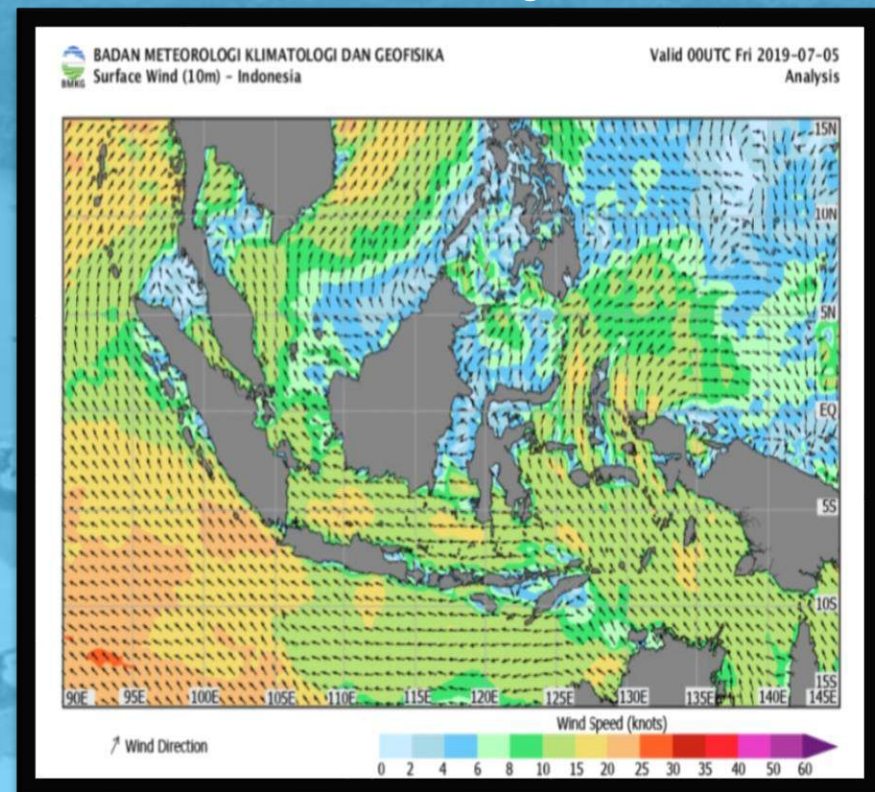 BADAN METEOROLOGI KLIMATOLOGI DAN GEOFISIKA
Surface Wind (10m) - Indonesia
BMKG
Valid 00UTC Fri 2019-07-05
Analysis
15N
10N
5N
EQ
5S
10S
15S
90E 95E 100E 105E 110E 115E 120E 125E 130E 135E 140E 145E
Wind Direction
Wind Speed (knots)
0 2 4 6 8 10 15 20 25 30 35 40 50 60